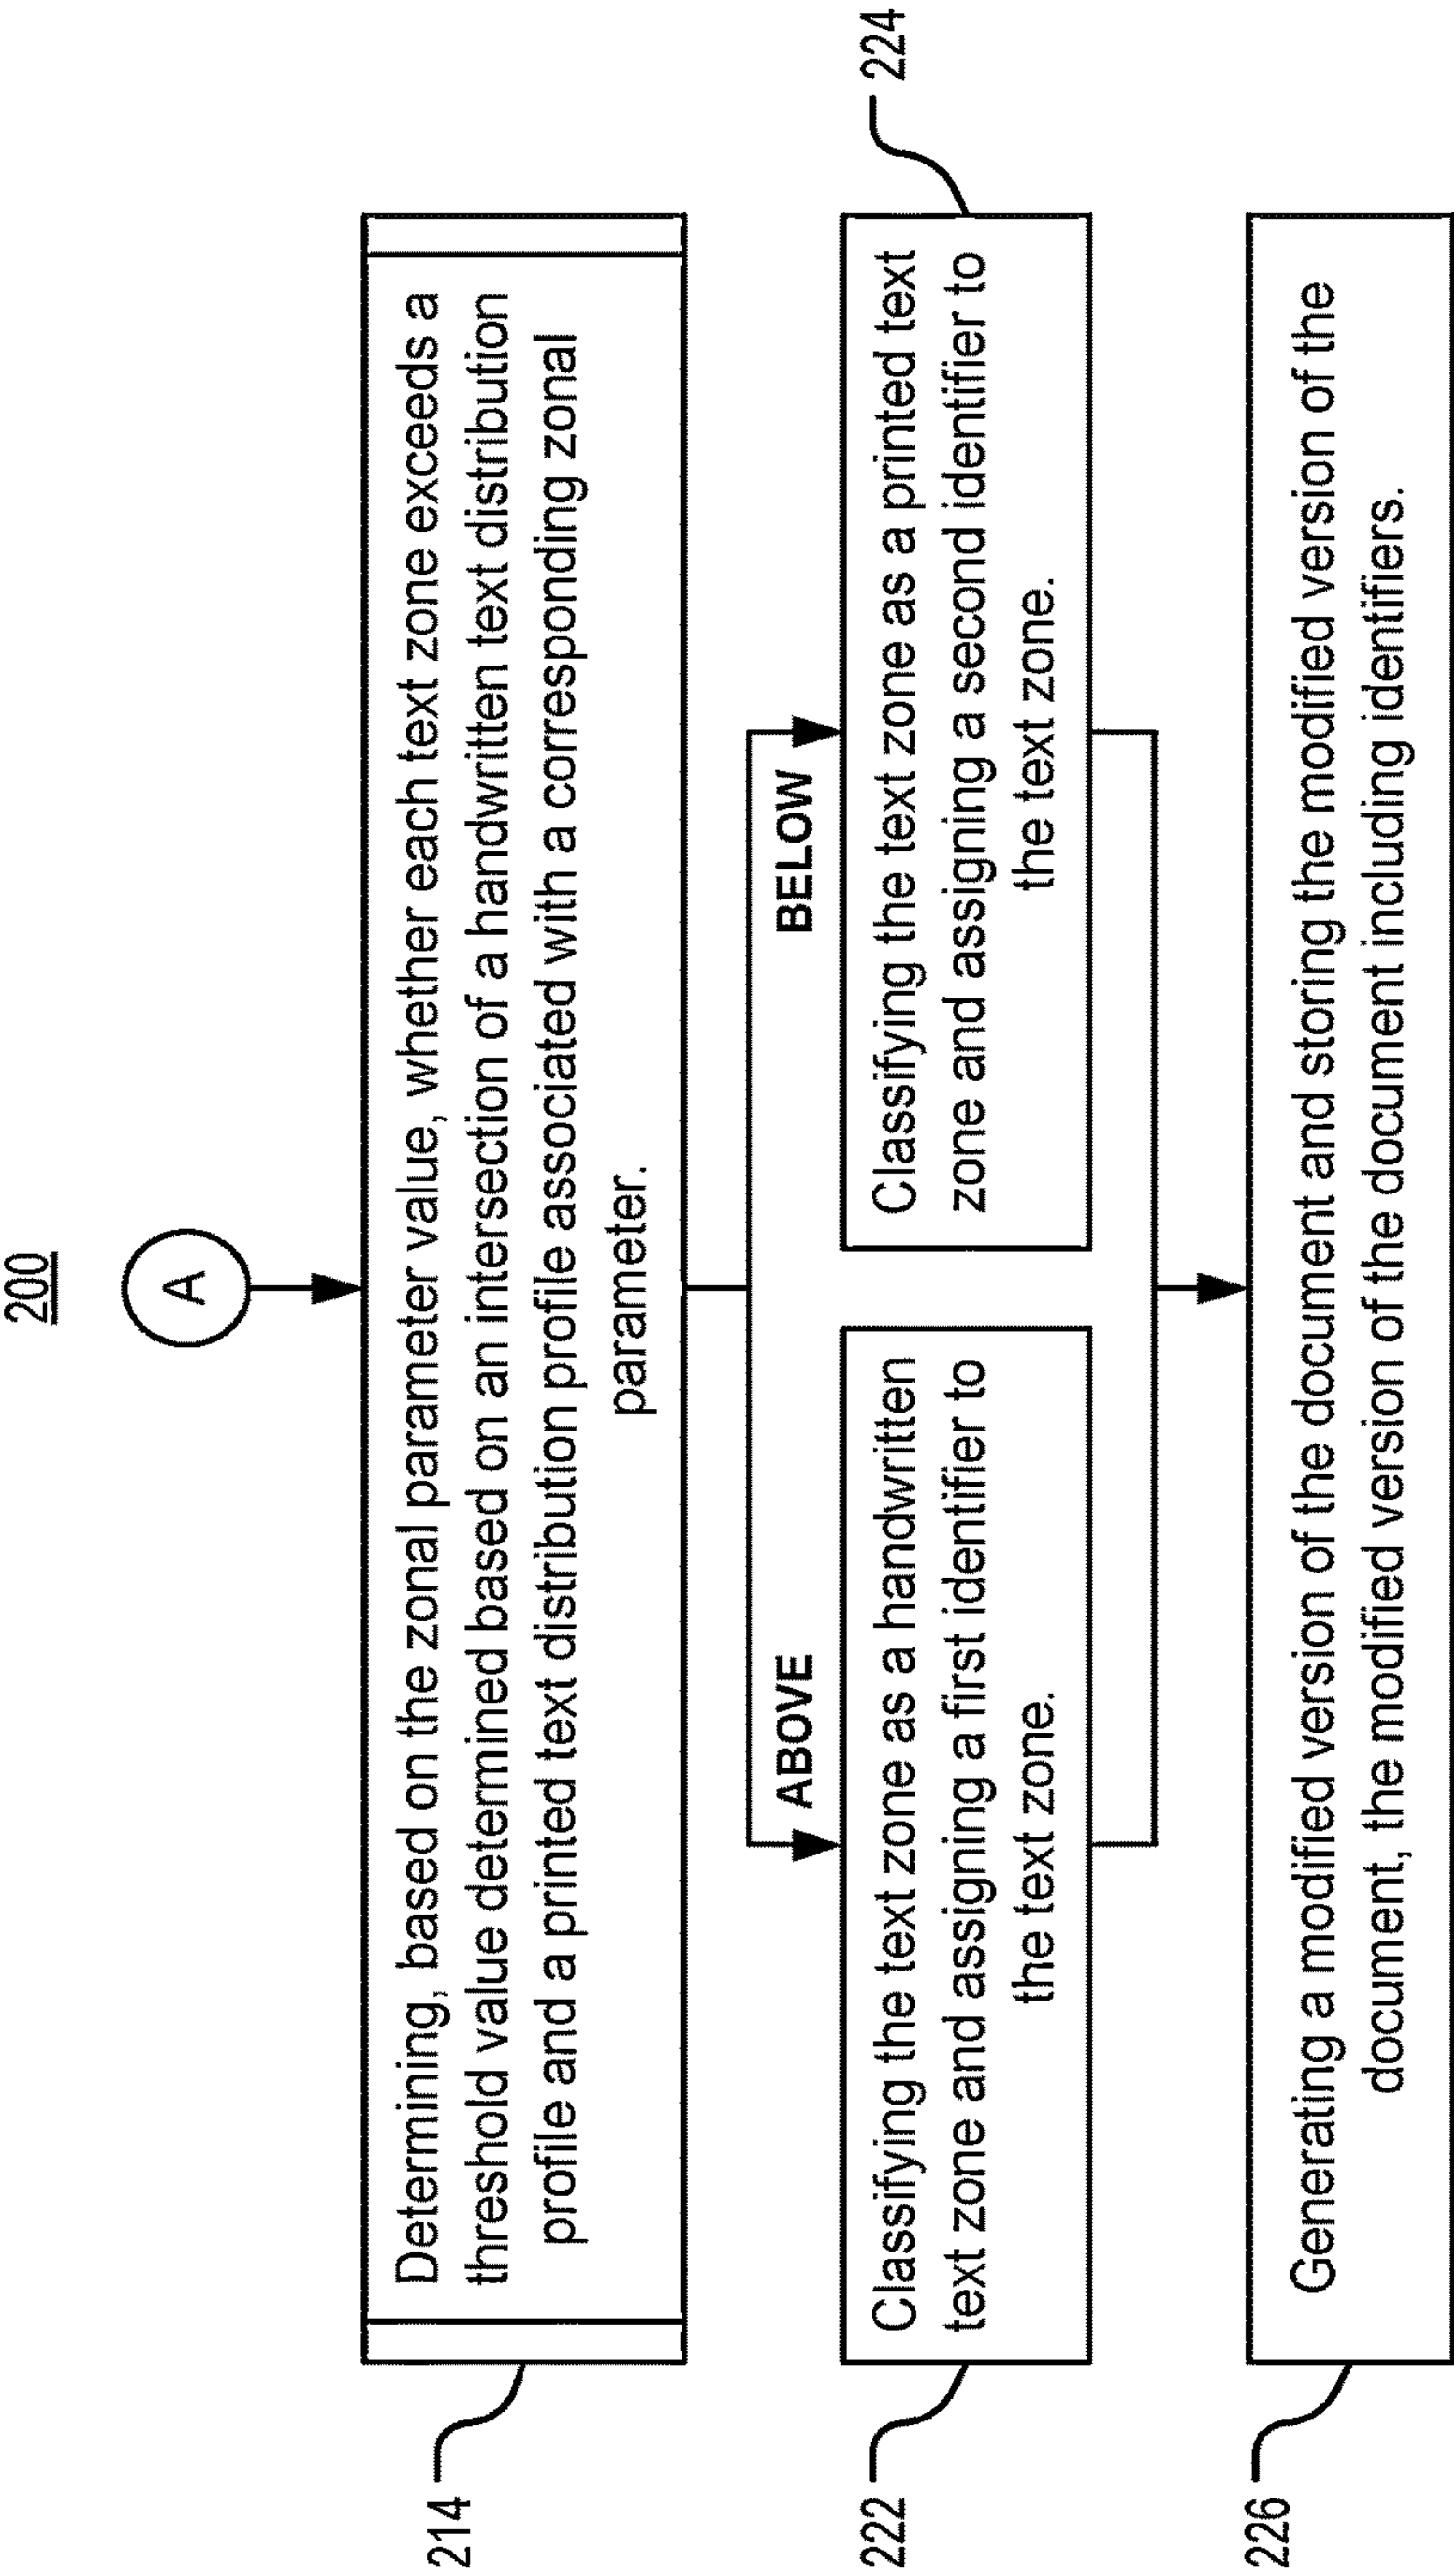 200
A
214
Determining, based on the zonal parameter value, whether each text zone exceeds a
threshold value determined based on an intersection of a handwritten text distribution
profile and a printed text distribution profile associated with a corresponding zonal
parameter.
ABOVE
BELOW
222
Classifying the text zone as a handwritten
text zone and assigning a first identifier to
the text zone.
224
Classifying the text zone as a printed text
zone and assigning a second identifier to
the text zone.
226
Generating a modified version of the document and storing the modified version of the
document, the modified version of the document including identifiers.